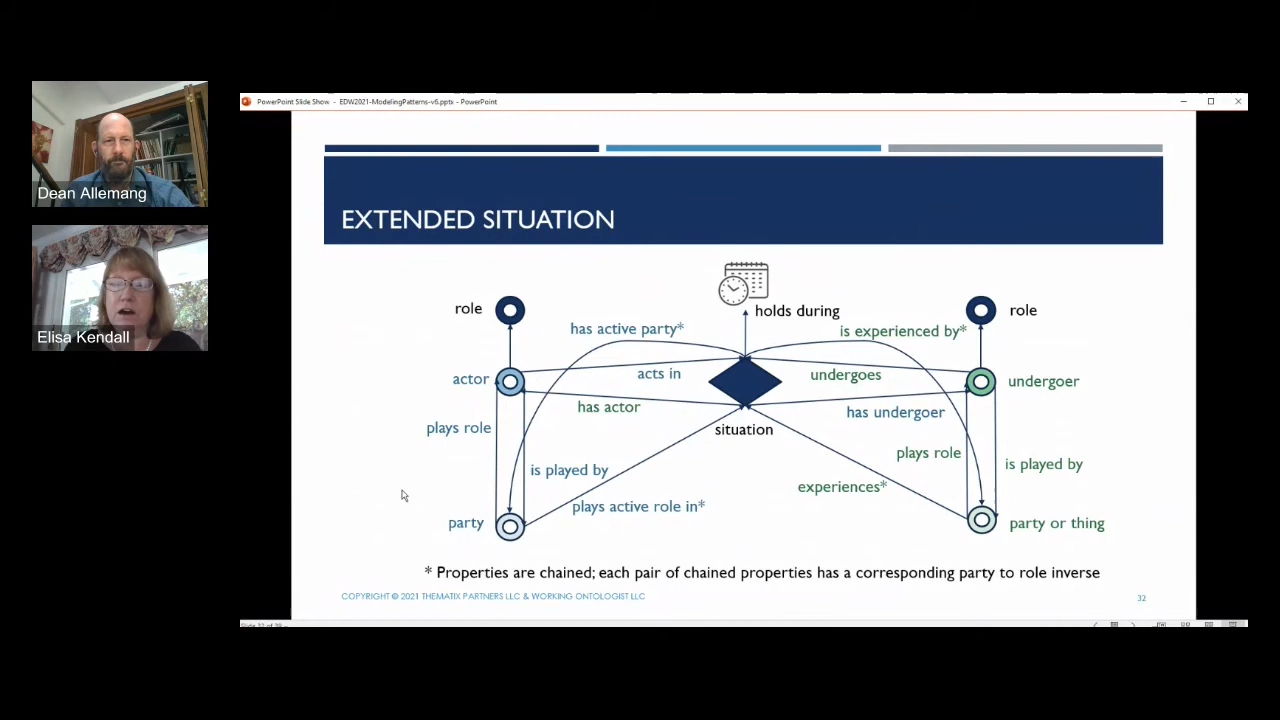 PowerPoint Slide Show - EDW2021-ModelingPatterns-v6.pptx - PowerPoint
Dean Allemang
Elisa Kendall
EXTENDED SITUATION
role
holds during
role
has active party*
is experienced by*
actor
acts in
undergoes
undergoer
has actor
has undergoer
plays role
situation
plays role
is played by
is played by
experiences*
plays active role in*
party
party or thing
* Properties are chained; each pair of chained properties has a corresponding party to role inverse
COPYRIGHT © 2021 THEMATIX PARTNERS LLC & WORKING ONTOLOGIST LLC
32